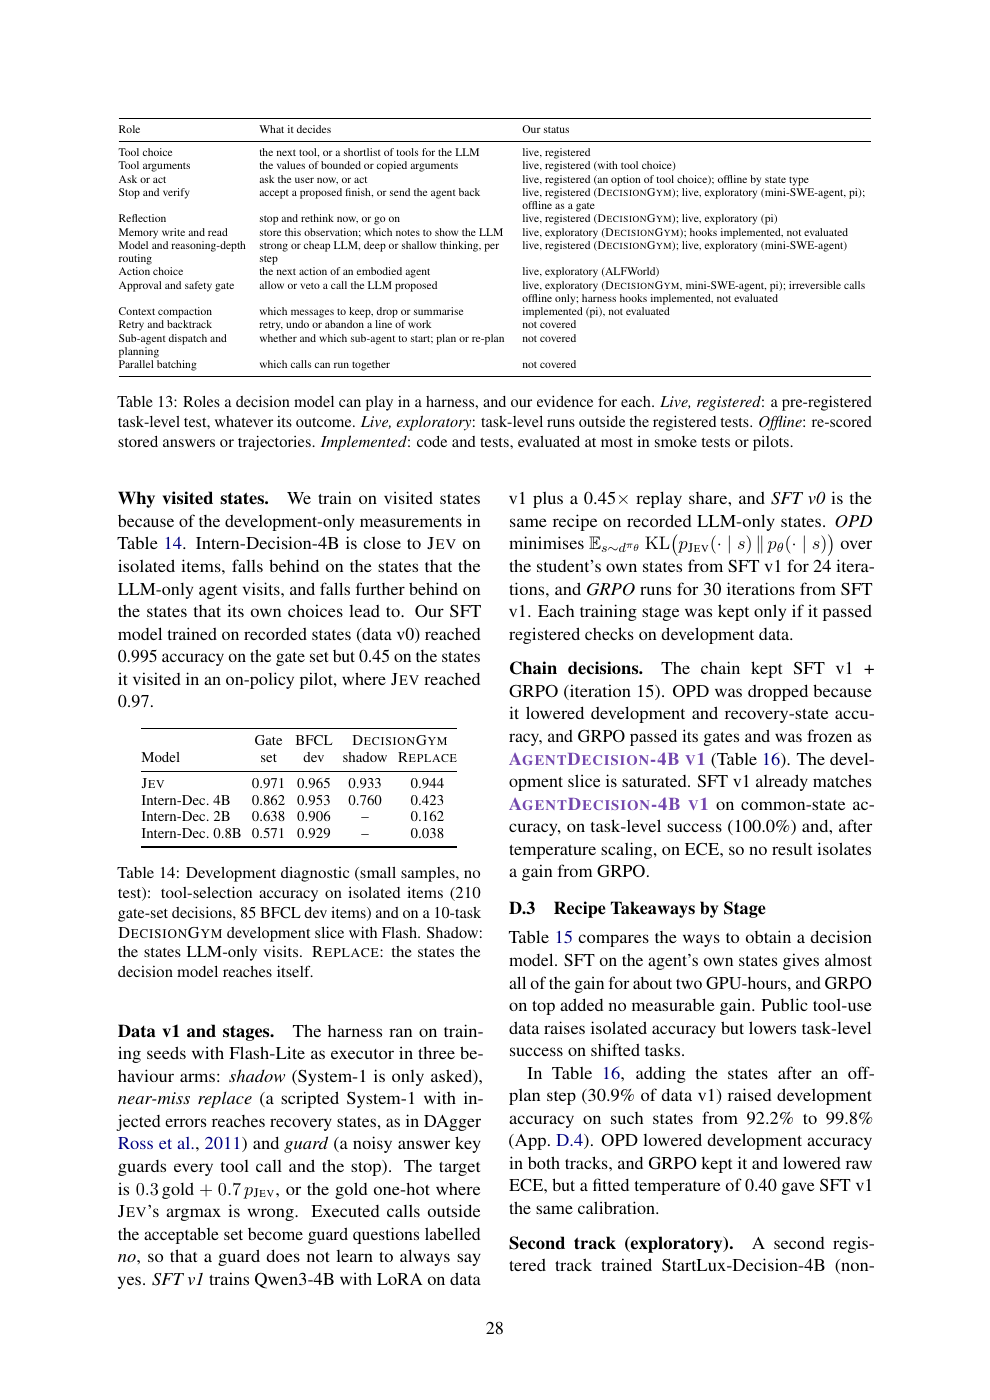 Role What it decides Our status
Tool choice the next tool, or a shortlist of tools for the LLM live, registered
Tool arguments the values of bounded or copied arguments live, registered (with tool choice)
Ask or act ask the user now, or act live, registered (an option of tool choice); offline by state type
Stop and verify accept a proposed finish, or send the agent back live, registered (DECISIONGYM); live, exploratory (mini-SWE-agent, pi);
offline as a gate
Reflection stop and rethink now, or go on live, registered (DECISIONGYM); live, exploratory (pi)
Memory write and read store this observation; which notes to show the LLM live, exploratory (DECISIONGYM); hooks implemented, not evaluated
Model and reasoning-depth strong or cheap LLM, deep or shallow thinking, per live, registered (DECISIONGYM); live, exploratory (mini-SWE-agent)
routing step
Action choice the next action of an embodied agent live, exploratory (ALFWorld)
Approval and safety gate allow or veto a call the LLM proposed live, exploratory (DECISIONGYM, mini-SWE-agent, pi); irreversible calls
offline only; harness hooks implemented, not evaluated
Context compaction which messages to keep, drop or summarise implemented (pi), not evaluated
Retry and backtrack retry, undo or abandon a line of work not covered
Sub-agent dispatch and whether and which sub-agent to start; plan or re-plan not covered
planning
Parallel batching which calls can run together not covered
Table 13: Roles a decision model can play in a harness, and our evidence for each. Live, registered: a pre-registered
task-level test, whatever its outcome. Live, exploratory: task-level runs outside the registered tests. Offline: re-scored
stored answers or trajectories. Implemented: code and tests, evaluated at most in smoke tests or pilots.
Why visited states. We train on visited states
because of the development-only measurements in
Table 14. Intern-Decision-4B is close to JEV on
isolated items, falls behind on the states that the
LLM-only agent visits, and falls further behind on
the states that its own choices lead to. Our SFT
model trained on recorded states (data v0) reached
0.995 accuracy on the gate set but 0.45 on the states
it visited in an on-policy pilot, where JEV reached
0.97.
Gate BFCL DECISIONGYM
Model set dev shadow REPLACE
JEV 0.971 0.965 0.933 0.944
Intern-Dec. 4B 0.862 0.953 0.760 0.423
Intern-Dec. 2B 0.638 0.906 – 0.162
Intern-Dec. 0.8B 0.571 0.929 – 0.038
Table 14: Development diagnostic (small samples, no
test): tool-selection accuracy on isolated items (210
gate-set decisions, 85 BFCL dev items) and on a 10-task
DECISIONGYM development slice with Flash. Shadow:
the states LLM-only visits. REPLACE: the states the
decision model reaches itself.
Data v1 and stages. The harness ran on train-
ing seeds with Flash-Lite as executor in three be-
haviour arms: shadow (System-1 is only asked),
near-miss replace (a scripted System-1 with in-
jected errors reaches recovery states, as in DAgger
Ross et al., 2011) and guard (a noisy answer key
guards every tool call and the stop). The target
is 0.3 gold + 0.7 p_JEV, or the gold one-hot where
JEV's argmax is wrong. Executed calls outside
the acceptable set become guard questions labelled
no, so that a guard does not learn to always say
yes. SFT v1 trains Qwen3-4B with LoRA on data
v1 plus a 0.45× replay share, and SFT v0 is the
same recipe on recorded LLM-only states. OPD
minimises 𝔼_{s∼d^{π_θ}} KL(p_JEV(· | s) ∥ p_θ(· | s)) over
the student's own states from SFT v1 for 24 itera-
tions, and GRPO runs for 30 iterations from SFT
v1. Each training stage was kept only if it passed
registered checks on development data.
Chain decisions. The chain kept SFT v1 +
GRPO (iteration 15). OPD was dropped because
it lowered development and recovery-state accu-
racy, and GRPO passed its gates and was frozen as
AGENTDECISION-4B V1 (Table 16). The devel-
opment slice is saturated. SFT v1 already matches
AGENTDECISION-4B V1 on common-state ac-
curacy, on task-level success (100.0%) and, after
temperature scaling, on ECE, so no result isolates
a gain from GRPO.
D.3 Recipe Takeaways by Stage
Table 15 compares the ways to obtain a decision
model. SFT on the agent's own states gives almost
all of the gain for about two GPU-hours, and GRPO
on top added no measurable gain. Public tool-use
data raises isolated accuracy but lowers task-level
success on shifted tasks.
In Table 16, adding the states after an off-
plan step (30.9% of data v1) raised development
accuracy on such states from 92.2% to 99.8%
(App. D.4). OPD lowered development accuracy
in both tracks, and GRPO kept it and lowered raw
ECE, but a fitted temperature of 0.40 gave SFT v1
the same calibration.
Second track (exploratory). A second regis-
tered track trained StartLux-Decision-4B (non-
28